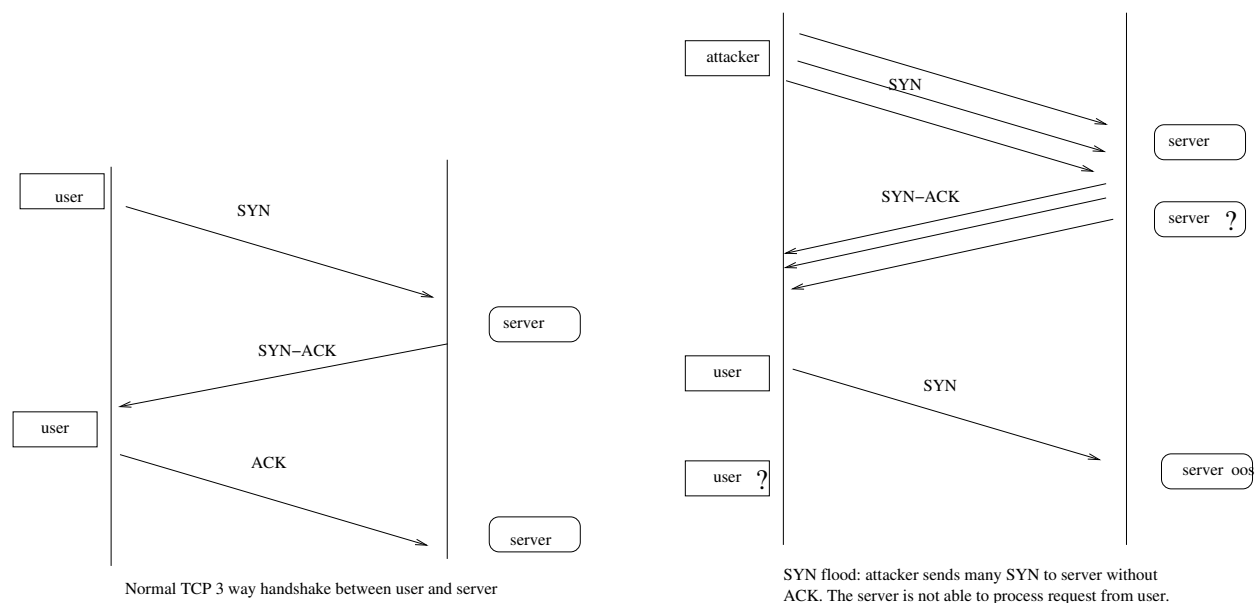 user
SYN
server
SYN−ACK
user
ACK
server
Normal TCP 3 way handshake between user and server
attacker
SYN
server
SYN−ACK
server ?
user
SYN
server oos
user ?
SYN flood: attacker sends many SYN to server without
ACK. The server is not able to process request from user.